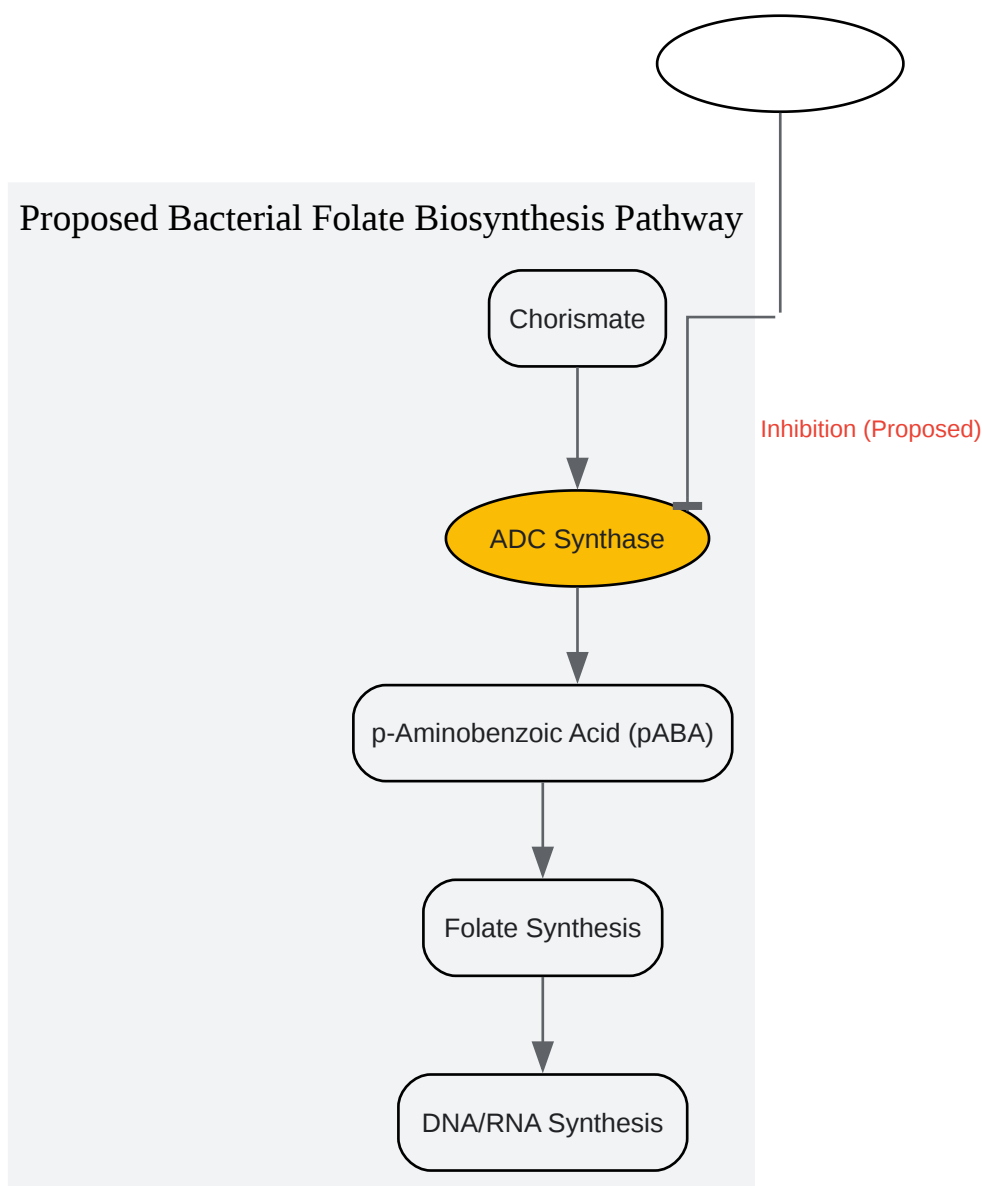 Proposed Bacterial Folate Biosynthesis Pathway
Chorismate
Inhibition (Proposed)
ADC Synthase
p-Aminobenzoic Acid (pABA)
Folate Synthesis
DNA/RNA Synthesis